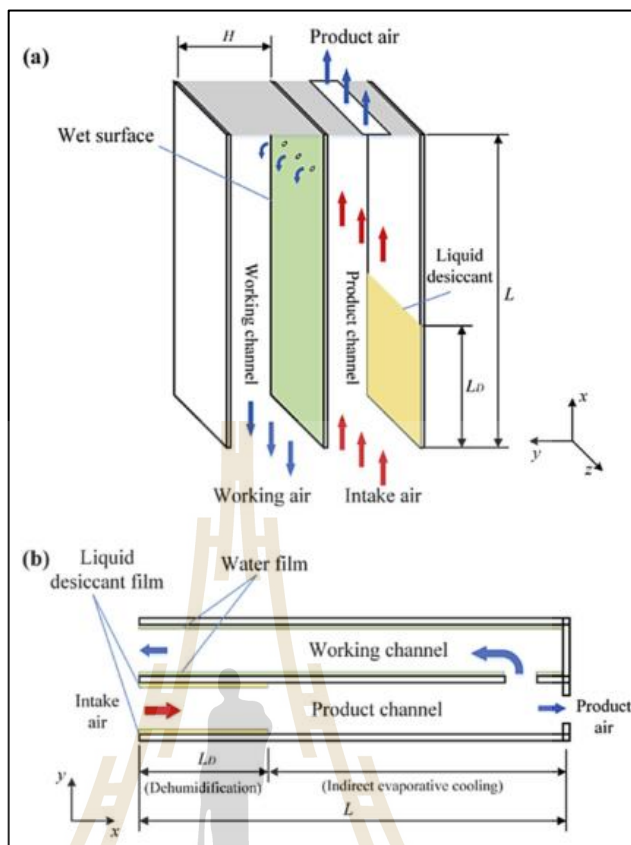 (a)
H
Product air
Wet surface
Working channel
Product channel
Liquid
desiccant
L
LD
x
y
z
Working air
Intake air
(b)
Liquid
desiccant film
Water film
Working channel
Intake
air
Product channel
Product
air
LD
(Dehumidification)
(Indirect evaporative cooling)
L
y
x